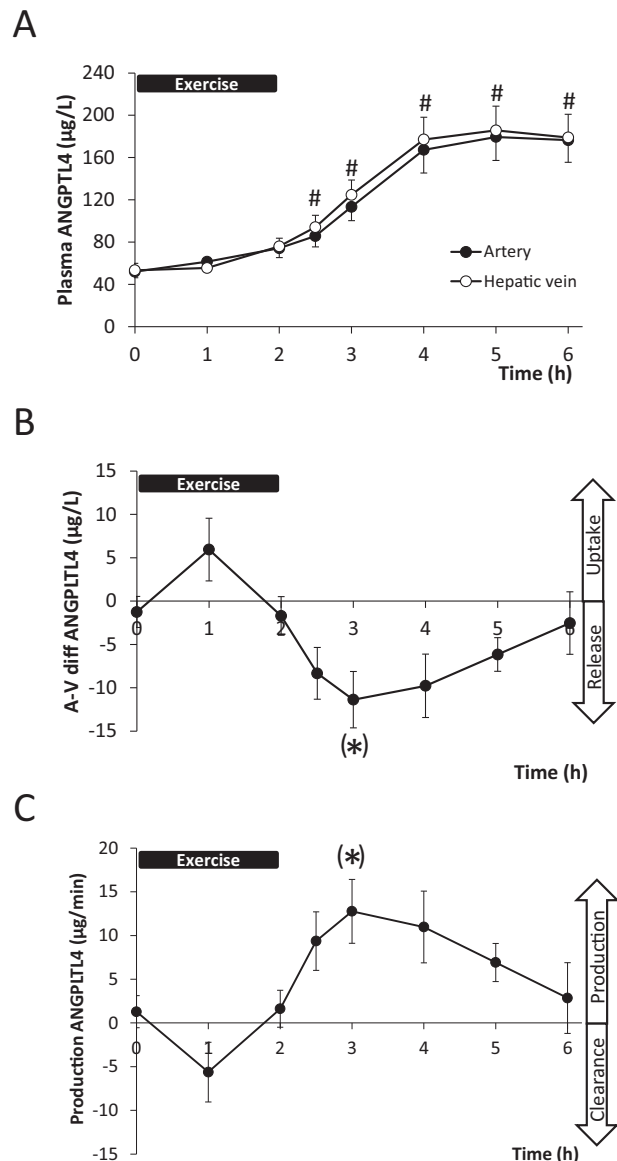 A
Exercise
Plasma ANGPTL4 (µg/L)
240
200
160
120
80
40
0
# # # # #
Artery
Hepatic vein
0 1 2 3 4 5 6
Time (h)
B
Exercise
A-V diff ANGPLTL4 (µg/L)
15
10
5
0
-5
-10
-15
0 1 2 3 4 5 6
(*)
Uptake
Release
Time (h)
C
Exercise
(*)
Production ANGPLTL4 (µg/min)
20
15
10
5
0
-5
-10
-15
0 1 2 3 4 5 6
Production
Clearance
Time (h)